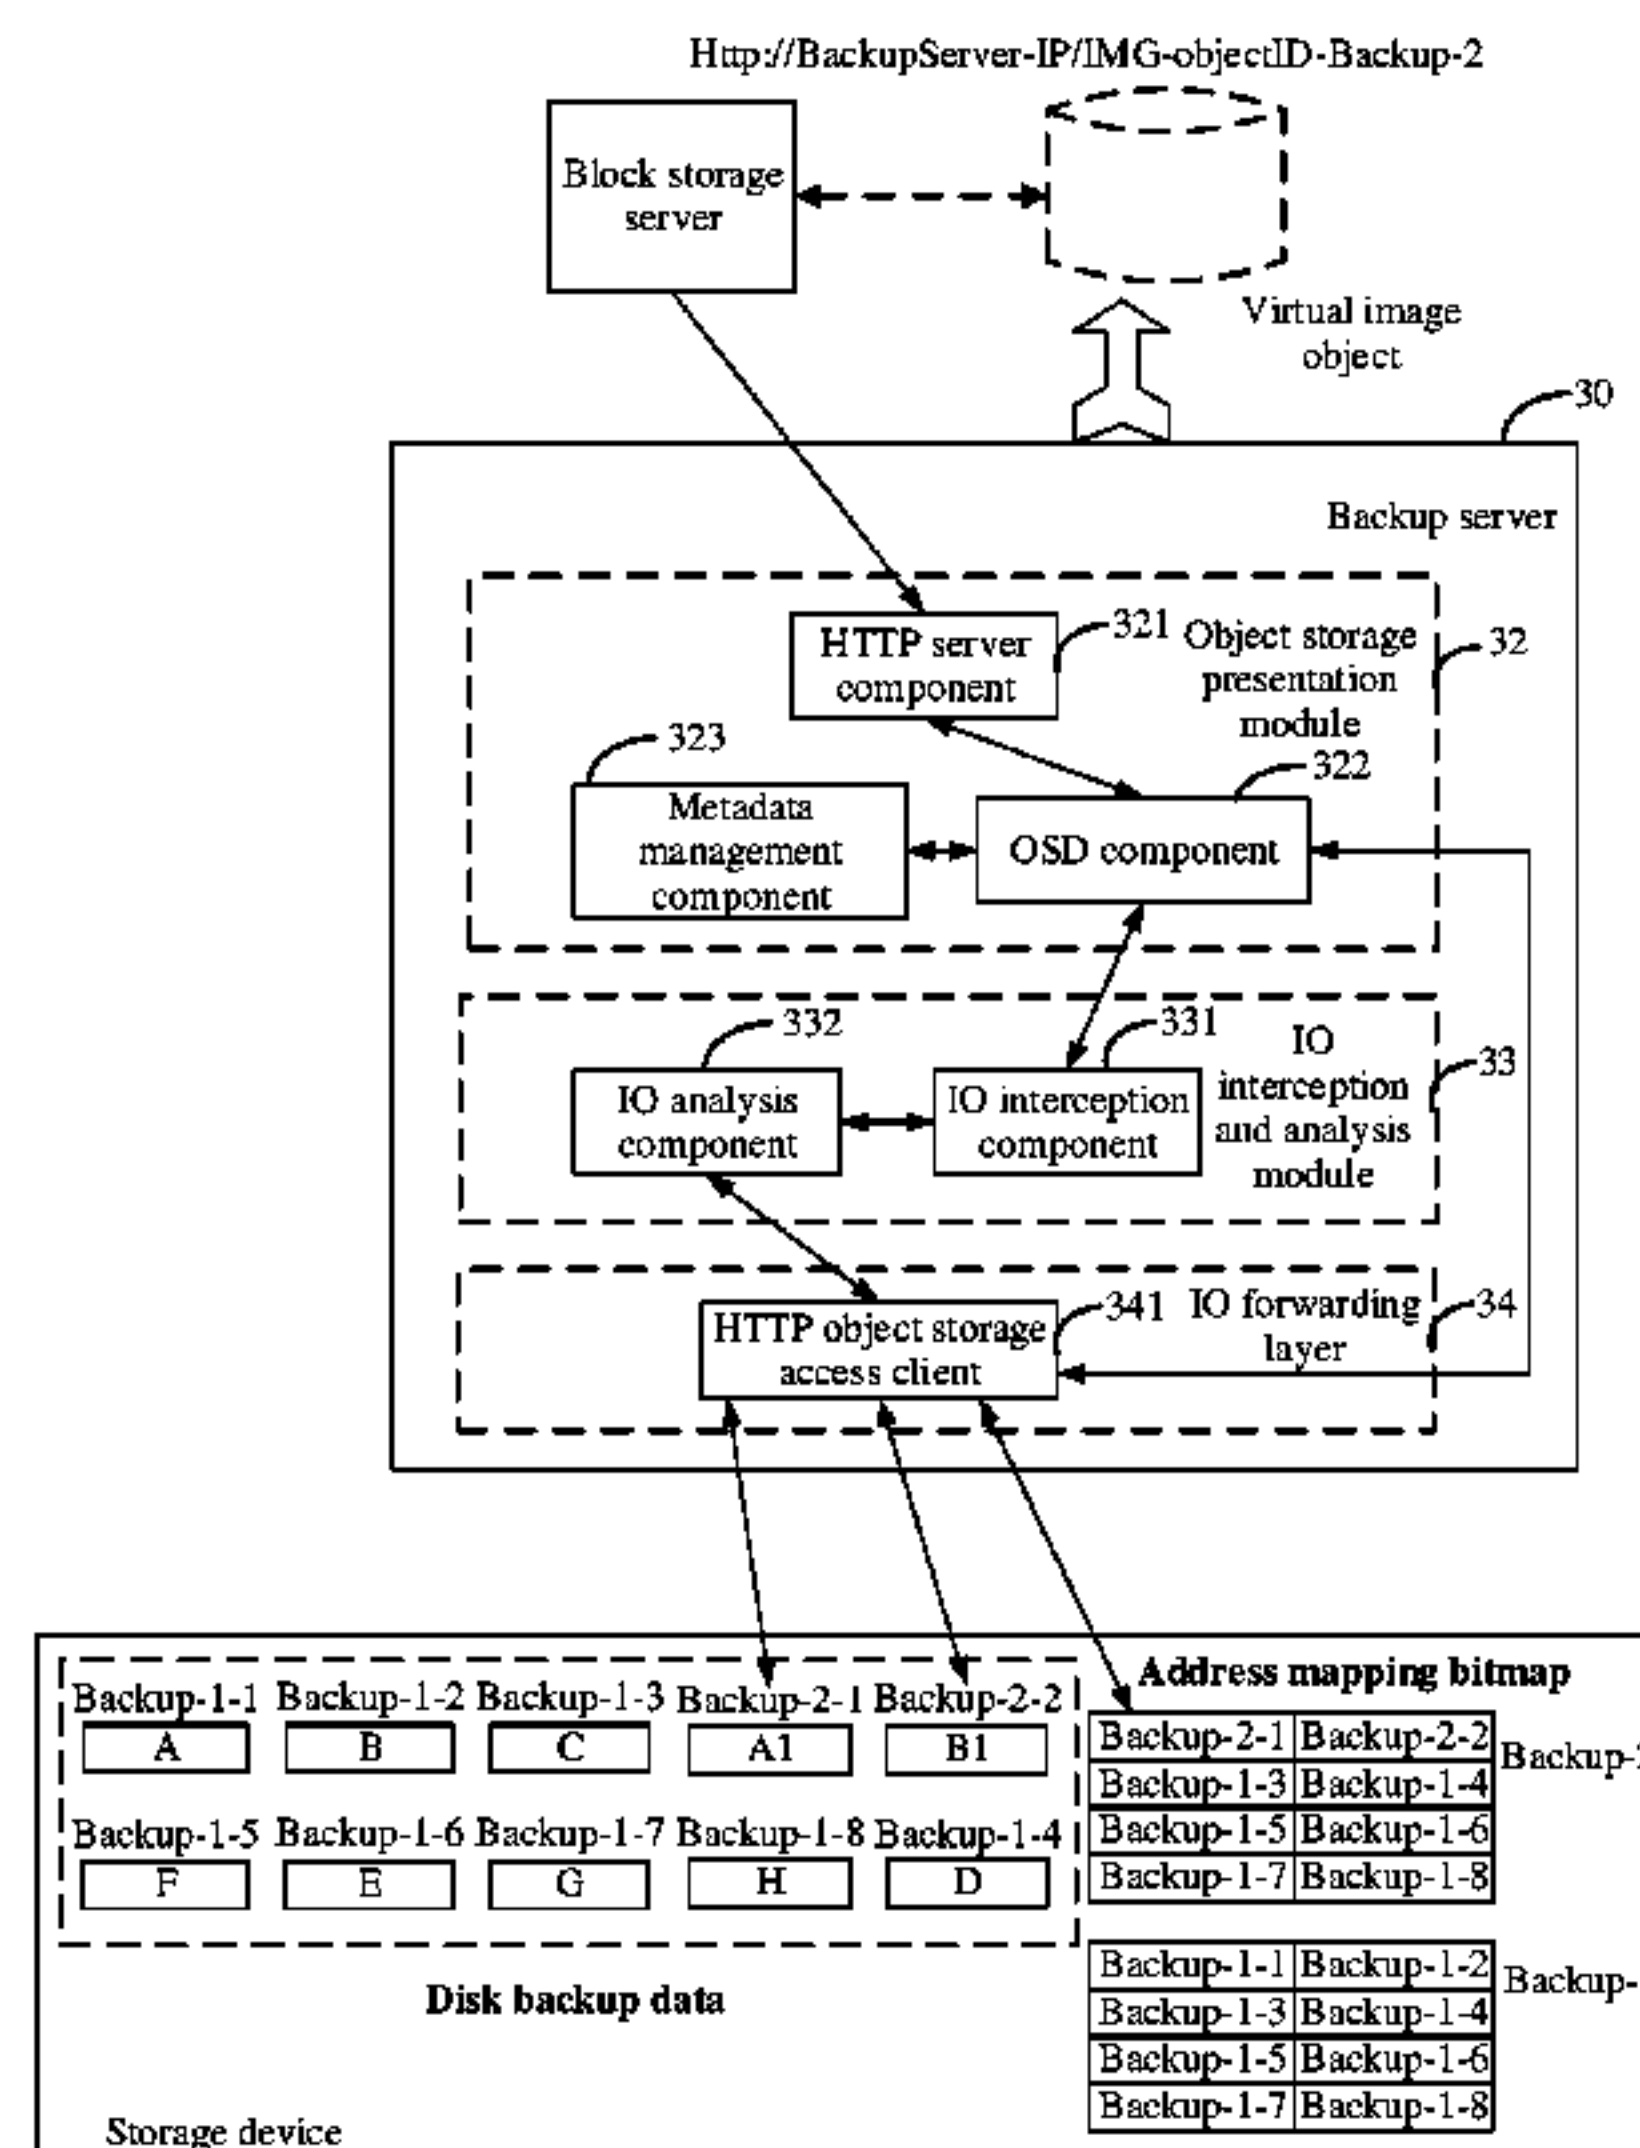 Http://BackupServer-IP/IMG-objectID-Backup-2
Block storage
server
Virtual image
object
30
Backup server
HTTP server
component
321
Object storage
presentation
module
32
323
322
Metadata
management
component
OSD component
332
331
IO
interception
and analysis
module
33
IO analysis
component
IO interception
component
HTTP object storage
access client
341
IO forwarding
layer
34
Address mapping bitmap
Backup-1-1 Backup-1-2 Backup-1-3 Backup-2-1 Backup-2-2
A B C A1 B1
Backup-1-5 Backup-1-6 Backup-1-7 Backup-1-8 Backup-1-4
F E G H D
Backup-2-1 Backup-2-2
Backup-1-3 Backup-1-4
Backup-1-5 Backup-1-6
Backup-1-7 Backup-1-8
Backup-2
Disk backup data
Backup-1-1 Backup-1-2
Backup-1-3 Backup-1-4
Backup-1-5 Backup-1-6
Backup-1-7 Backup-1-8
Backup-
Storage device